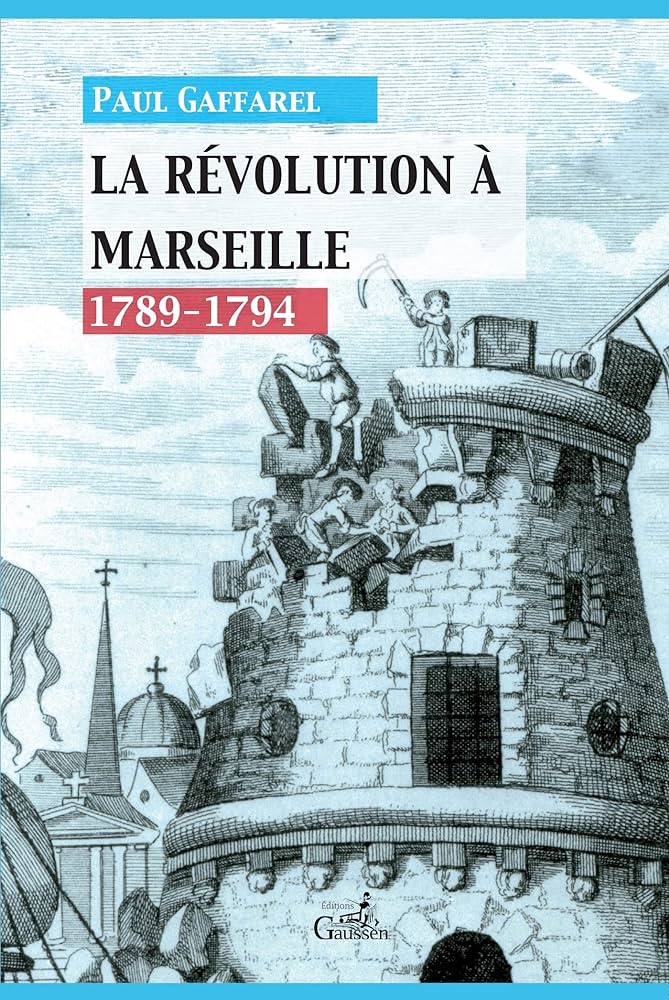 PAUL GAFFAREL
LA RÉVOLUTION À
MARSEILLE
1789-1794
Éditions
Gaussen